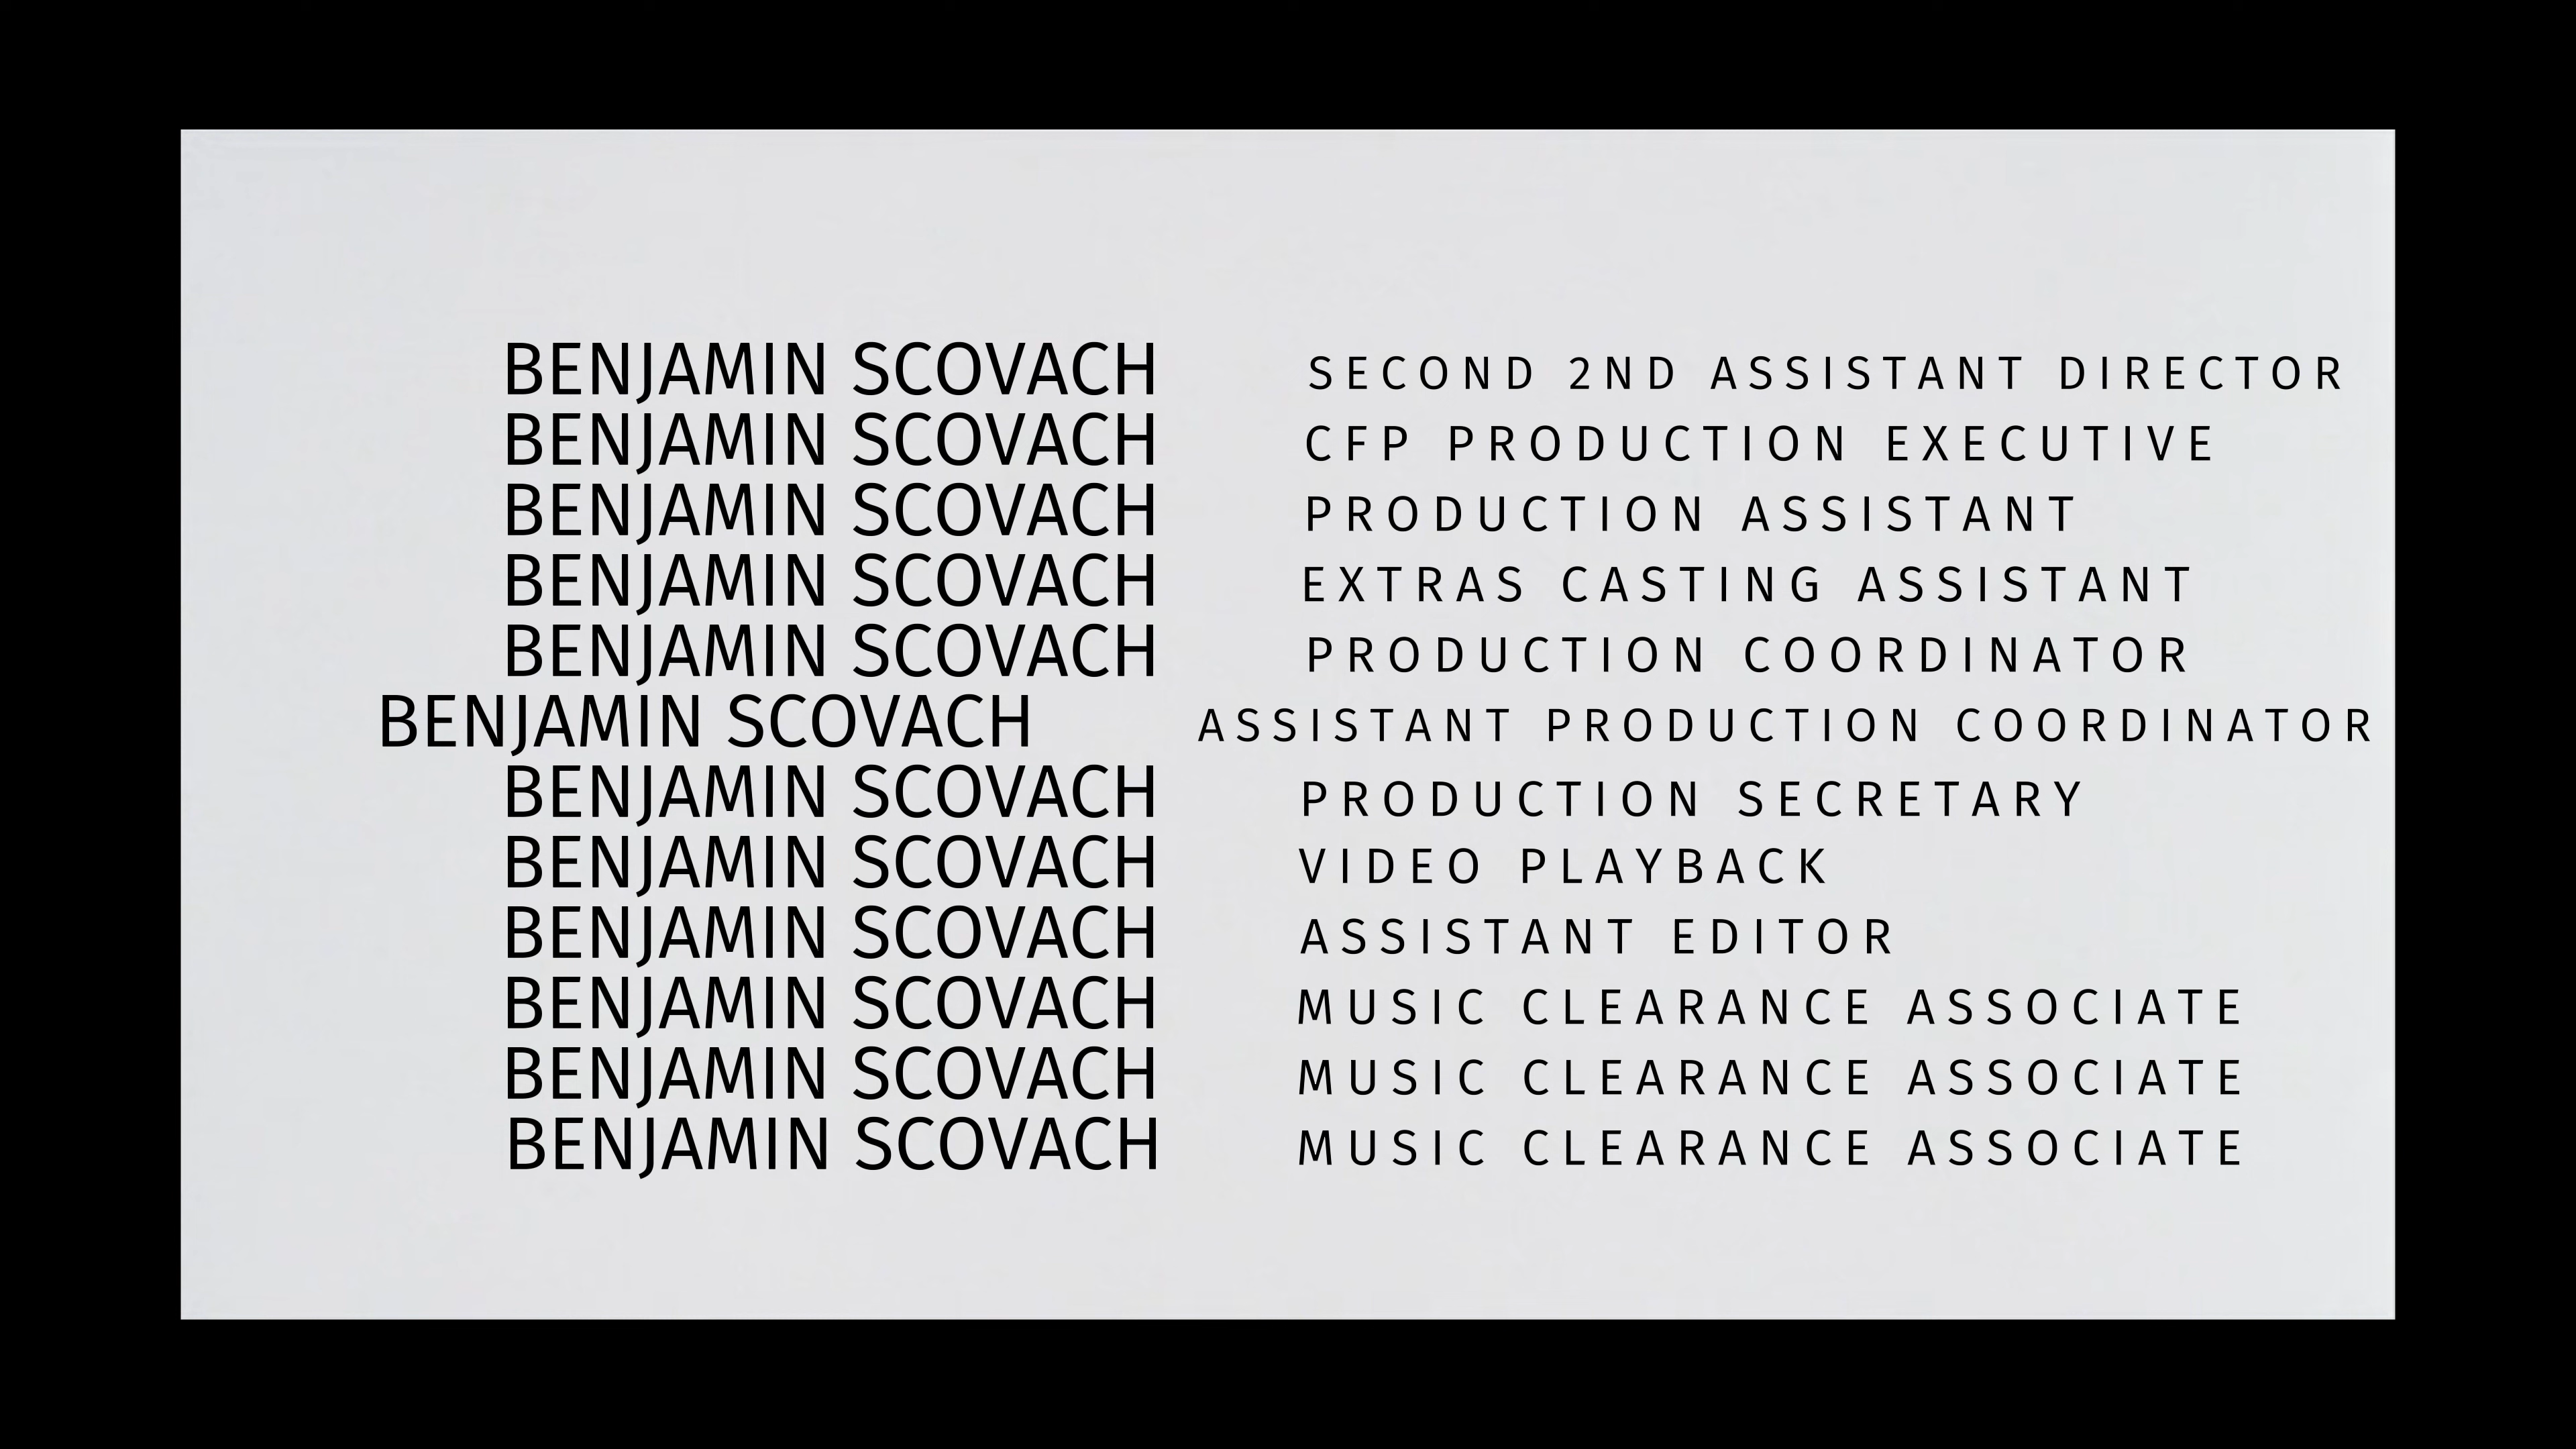 BENJAMIN SCOVACH SECOND 2ND ASSISTANT DIRECTOR
BENJAMIN SCOVACH CFP PRODUCTION EXECUTIVE
BENJAMIN SCOVACH PRODUCTION ASSISTANT
BENJAMIN SCOVACH EXTRAS CASTING ASSISTANT
BENJAMIN SCOVACH PRODUCTION COORDINATOR
BENJAMIN SCOVACH ASSISTANT PRODUCTION COORDINATOR
BENJAMIN SCOVACH PRODUCTION SECRETARY
BENJAMIN SCOVACH VIDEO PLAYBACK
BENJAMIN SCOVACH ASSISTANT EDITOR
BENJAMIN SCOVACH MUSIC CLEARANCE ASSOCIATE
BENJAMIN SCOVACH MUSIC CLEARANCE ASSOCIATE
BENJAMIN SCOVACH MUSIC CLEARANCE ASSOCIATE